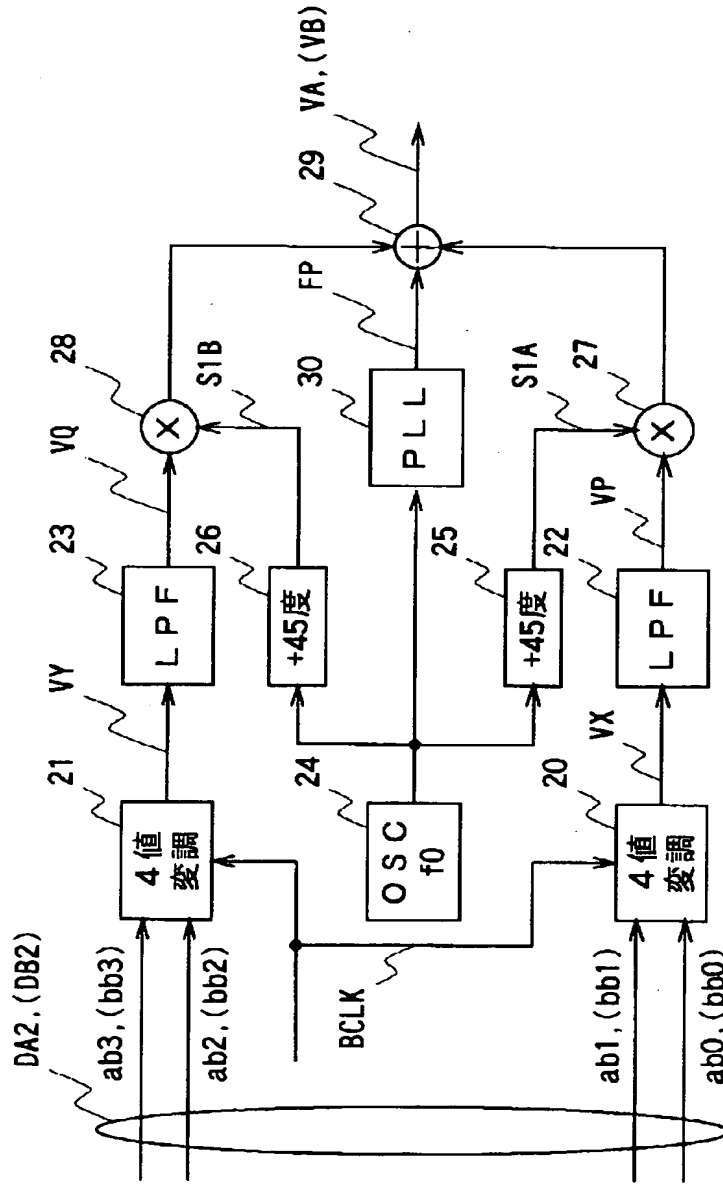 DA2,(DB2)
ab3,(bb3)
ab2,(bb2)
21
4値
変調
VY
23
LPF
VQ
28
X
26
+45度
S1B
BCLK
24
OSC
f0
30
PLL
FP
29
+
VA,(VB)
25
+45度
S1A
ab1,(bb1)
ab0,(bb0)
20
4値
変調
VX
22
LPF
VP
27
X